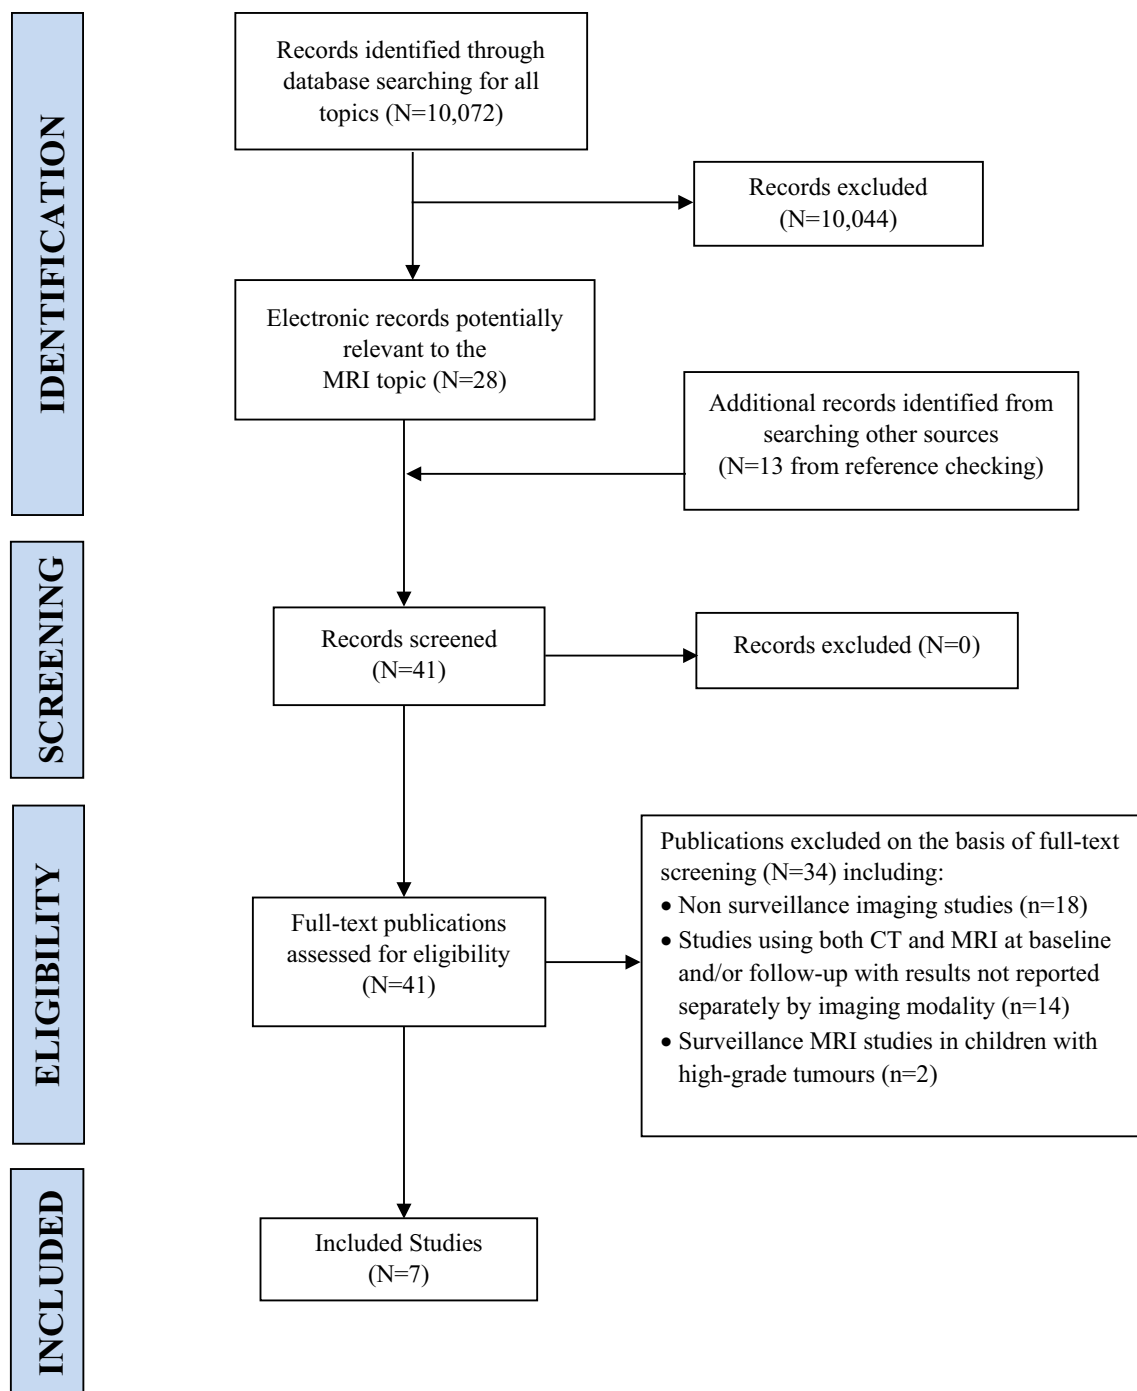 IDENTIFICATION
Records identified through
database searching for all
topics (N=10,072)
Records excluded
(N=10,044)
Electronic records potentially
relevant to the
MRI topic (N=28)
Additional records identified from
searching other sources
(N=13 from reference checking)
SCREENING
Records screened
(N=41)
Records excluded (N=0)
ELIGIBILITY
Full-text publications
assessed for eligibility
(N=41)
Publications excluded on the basis of full-text
screening (N=34) including:
• Non surveillance imaging studies (n=18)
• Studies using both CT and MRI at baseline
and/or follow-up with results not reported
separately by imaging modality (n=14)
• Surveillance MRI studies in children with
high-grade tumours (n=2)
INCLUDED
Included Studies
(N=7)